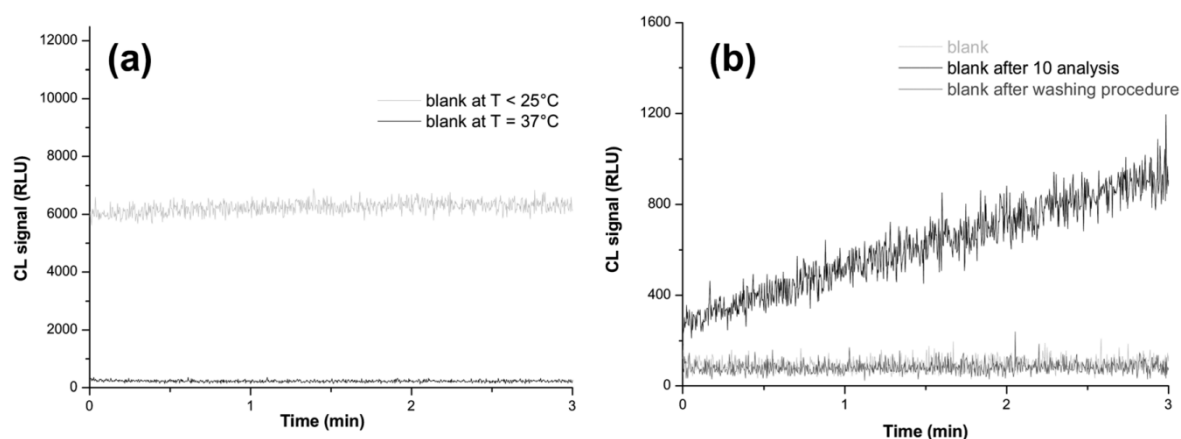 (a)
12000
10000
8000
6000
4000
2000
0
CL signal (RLU)
blank at T < 25°C
blank at T = 37°C
0 1 2 3
Time (min)
(b)
1600
1200
800
400
0
CL signal (RLU)
blank
blank after 10 analysis
blank after washing procedure
0 1 2 3
Time (min)